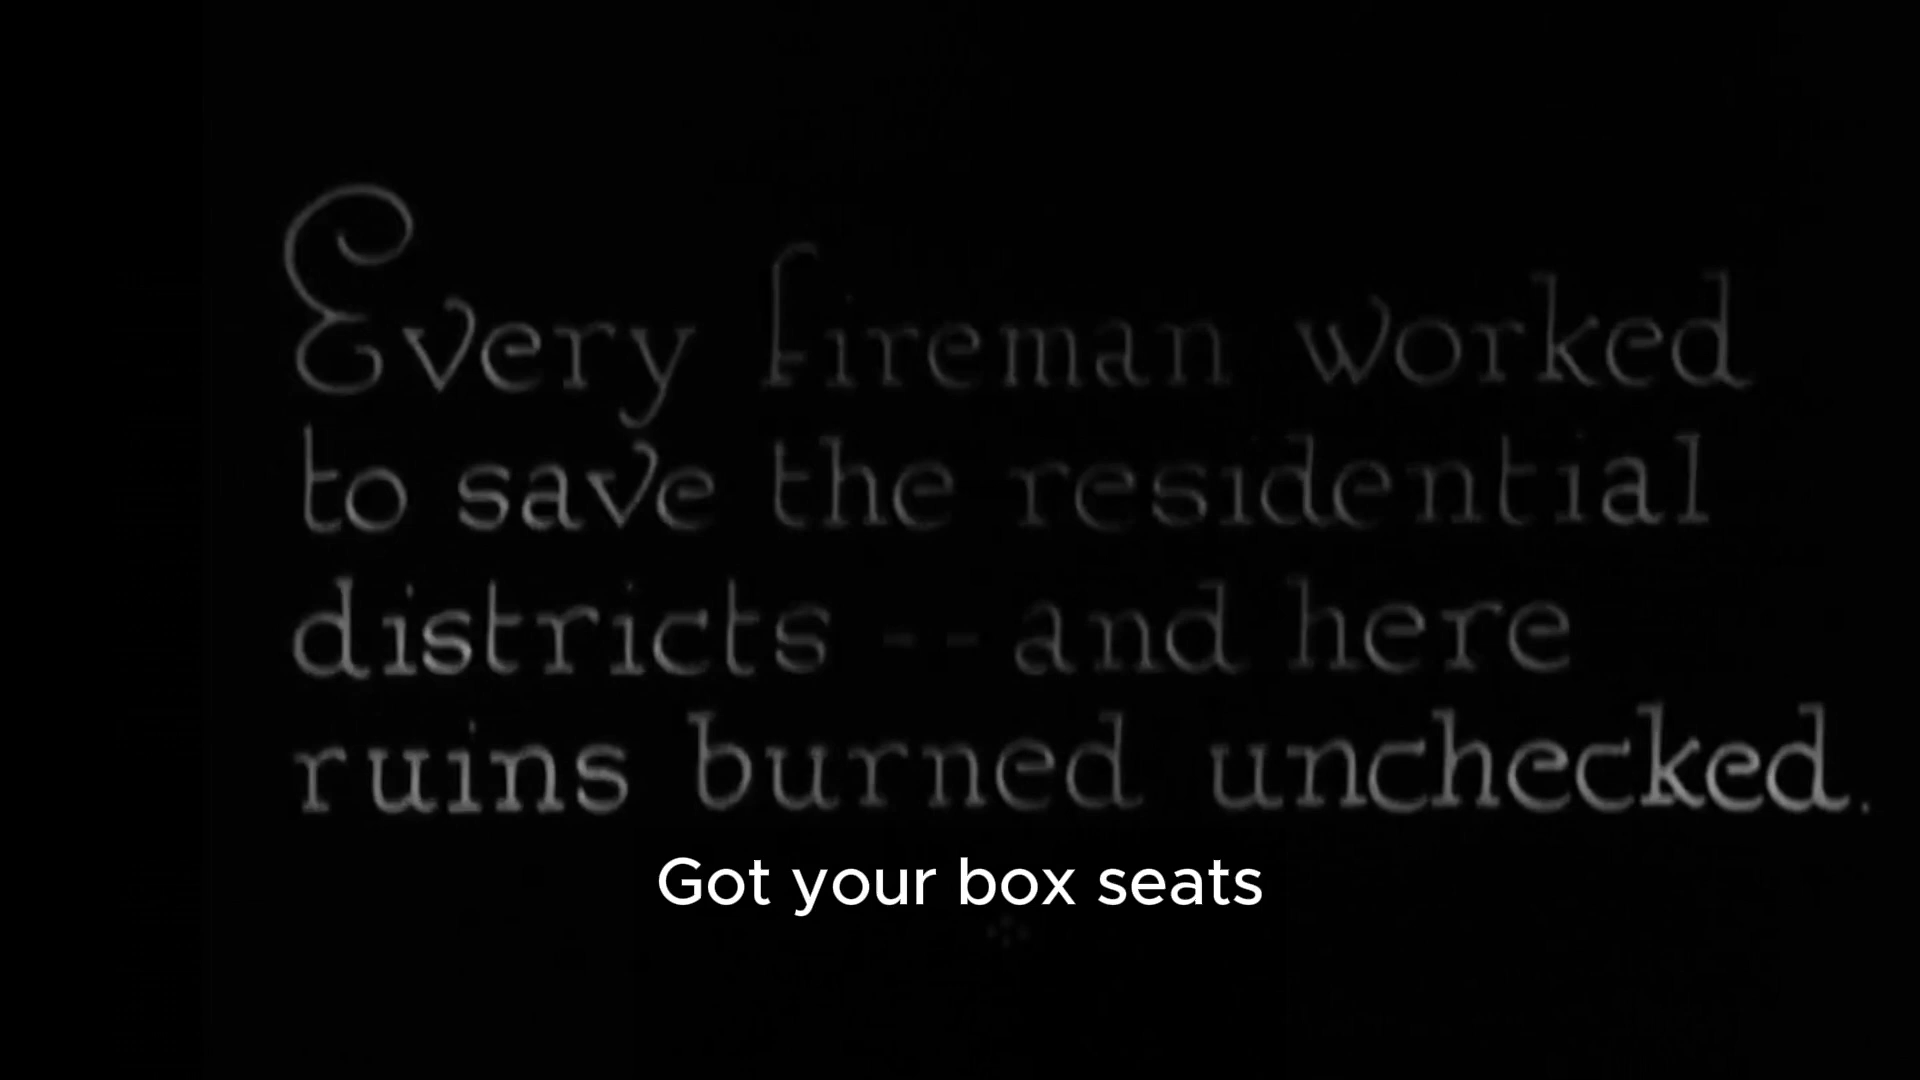 Every fireman worked
to save the residential
districts -- and here
ruins burned unchecked.
Got your box seats